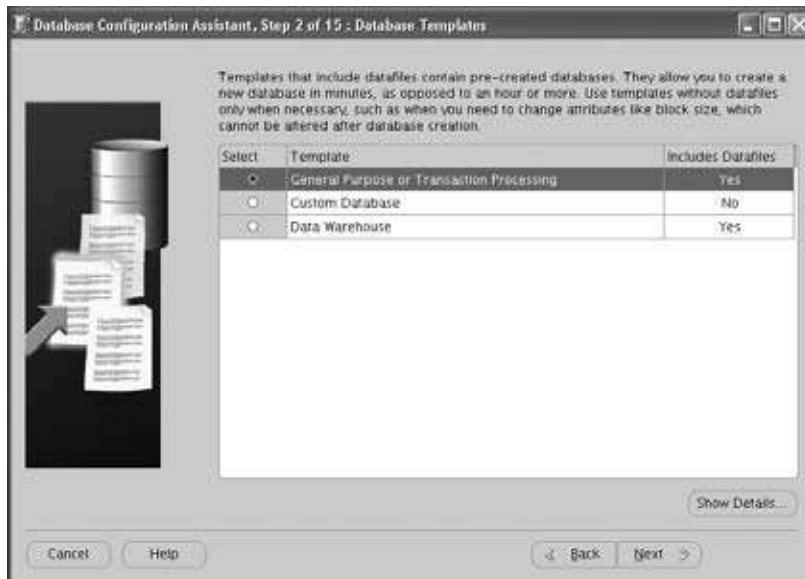 Database Configuration Assistant, Step 2 of 15 : Database Templates
Templates that include datafiles contain pre-created databases. They allow you to create a
new database in minutes, as opposed to an hour or more. Use templates without datafiles
only when necessary, such as when you need to change attributes like block size, which
cannot be altered after database creation.
Select Template Includes Datafiles
General Purpose or Transaction Processing Yes
Custom Database No
Data Warehouse Yes
Show Details...
Cancel Help Back Next